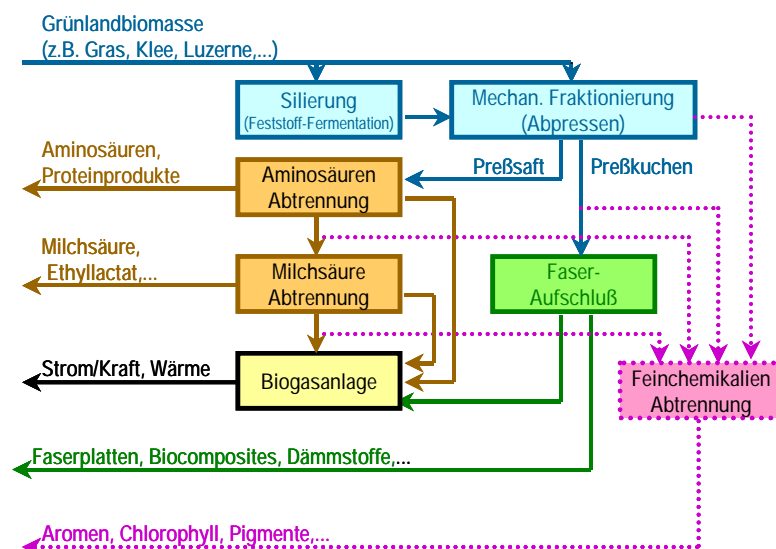 Grünlandbiomasse
(z.B. Gras, Klee, Luzerne,...)
Silierung
(Feststoff-Fermentation)
Mechan. Fraktionierung
(Abpressen)
Aminosäuren,
Proteinprodukte
Aminosäuren
Abtrennung
Preßsaft
Preßkuchen
Milchsäure,
Ethyllactat,...
Milchsäure
Abtrennung
Faser-
Aufschluß
Strom/Kraft, Wärme
Biogasanlage
Feinchemikalien
Abtrennung
Faserplatten, Biocomposites, Dämmstoffe,...
Aromen, Chlorophyll, Pigmente,...